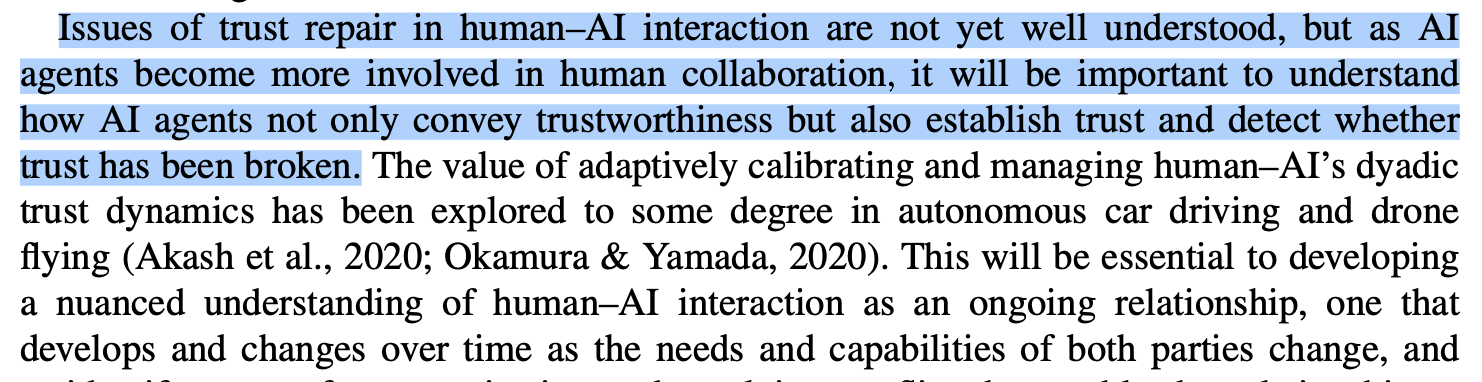 Issues of trust repair in human–AI interaction are not yet well understood, but as AI
agents become more involved in human collaboration, it will be important to understand
how AI agents not only convey trustworthiness but also establish trust and detect whether
trust has been broken. The value of adaptively calibrating and managing human–AI’s dyadic
trust dynamics has been explored to some degree in autonomous car driving and drone
flying (Akash et al., 2020; Okamura & Yamada, 2020). This will be essential to developing
a nuanced understanding of human–AI interaction as an ongoing relationship, one that
develops and changes over time as the needs and capabilities of both parties change, and